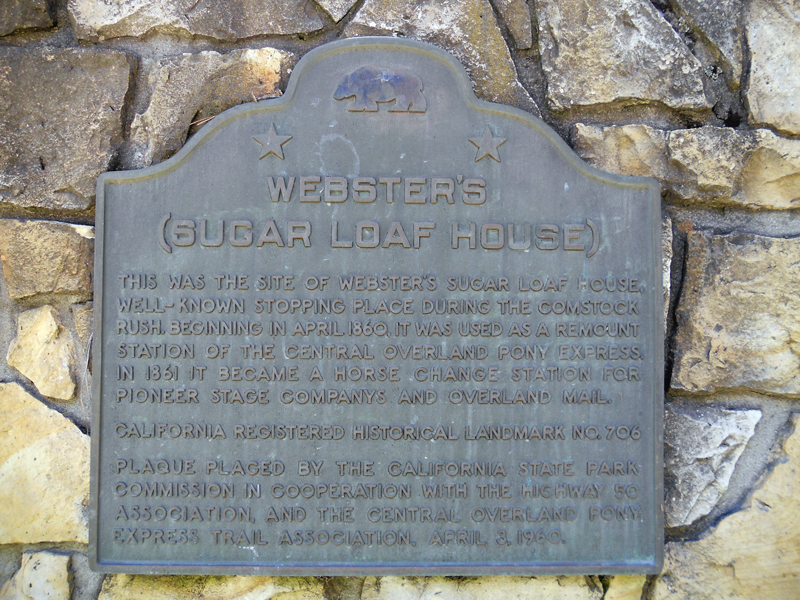 WEBSTER'S
(SUGAR LOAF HOUSE)
THIS WAS THE SITE OF WEBSTER'S SUGAR LOAF HOUSE,
WELL-KNOWN STOPPING PLACE DURING THE COMSTOCK
RUSH. BEGINNING IN APRIL 1860, IT WAS USED AS A REMOUNT
STATION OF THE CENTRAL OVERLAND PONY EXPRESS.
IN 1861 IT BECAME A HORSE CHANGE STATION FOR
PIONEER STAGE COMPANYS AND OVERLAND MAIL.
CALIFORNIA REGISTERED HISTORICAL LANDMARK NO. 706
PLAQUE PLACED BY THE CALIFORNIA STATE PARK
COMMISSION IN COOPERATION WITH THE HIGHWAY 50
ASSOCIATION, AND THE CENTRAL OVERLAND PONY
EXPRESS TRAIL ASSOCIATION, APRIL 3, 1960.